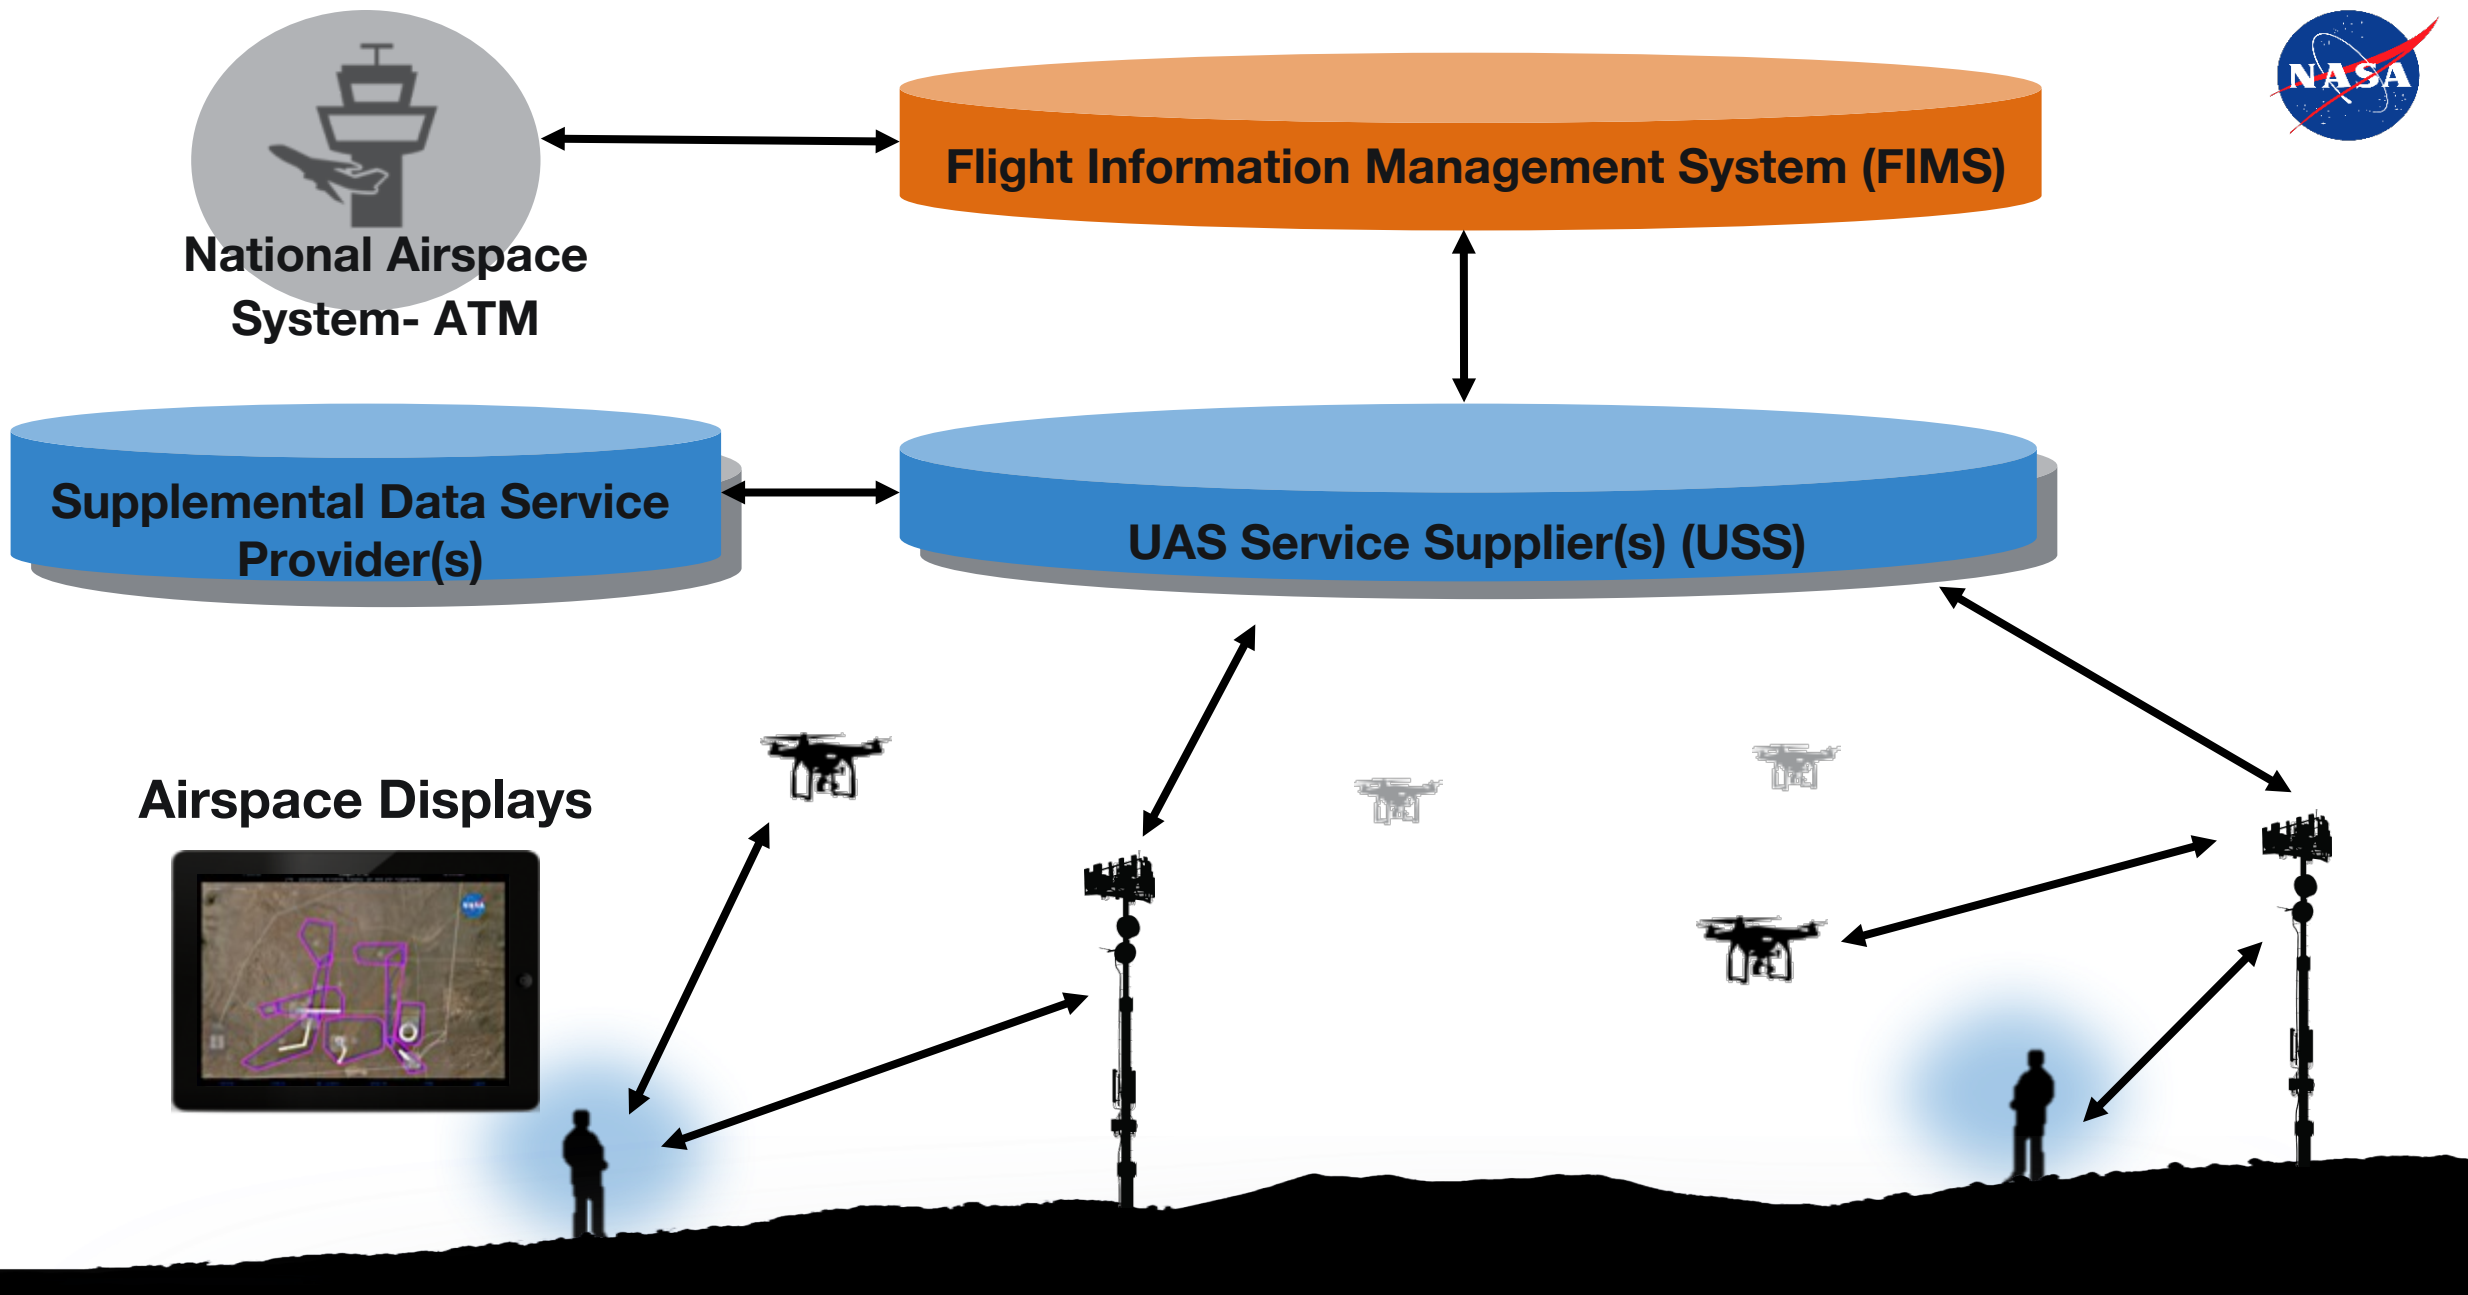 NASA
Flight Information Management System (FIMS)
National Airspace
System- ATM
Supplemental Data Service
Provider(s)
UAS Service Supplier(s) (USS)
Airspace Displays
NASA